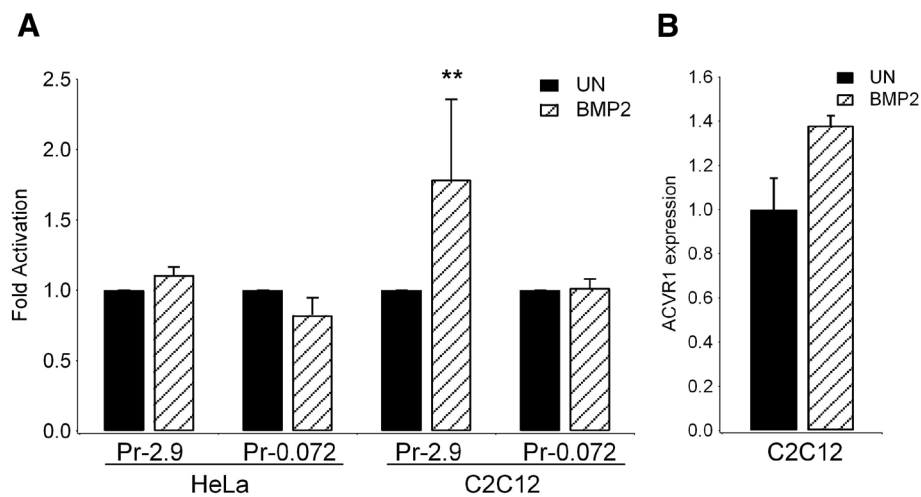 A
Fold Activation
2.5
2.0
1.5
1.0
0.5
0.0
**
UN
BMP2
Pr-2.9 Pr-0.072 Pr-2.9 Pr-0.072
HeLa C2C12
B
ACVR1 expression
1.6
1.4
1.2
1.0
0.8
0.6
0.4
0.2
0.0
UN
BMP2
C2C12